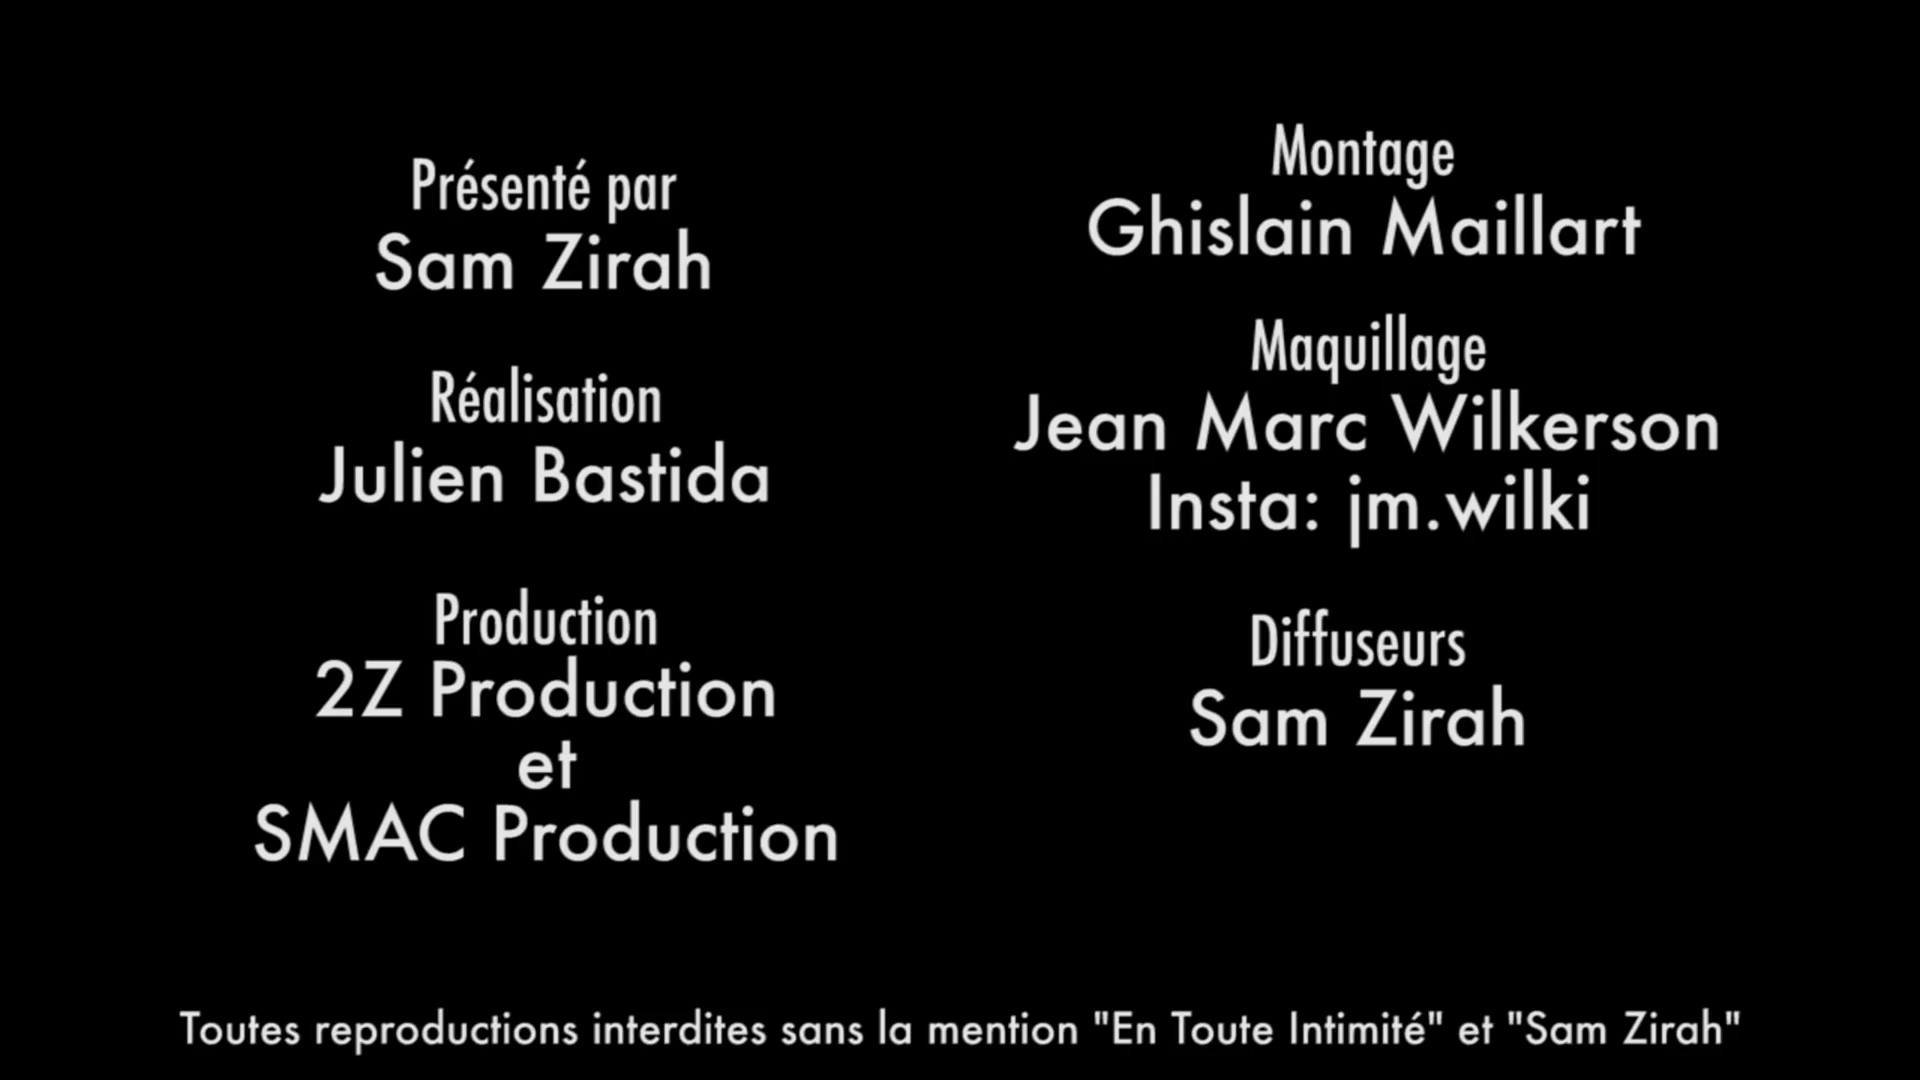 Présenté par
Sam Zirah
Réalisation
Julien Bastida
Production
2Z Production
et
SMAC Production
Montage
Ghislain Maillart
Maquillage
Jean Marc Wilkerson
Insta: jm.wilki
Diffuseurs
Sam Zirah
Toutes reproductions interdites sans la mention "En Toute Intimité" et "Sam Zirah"